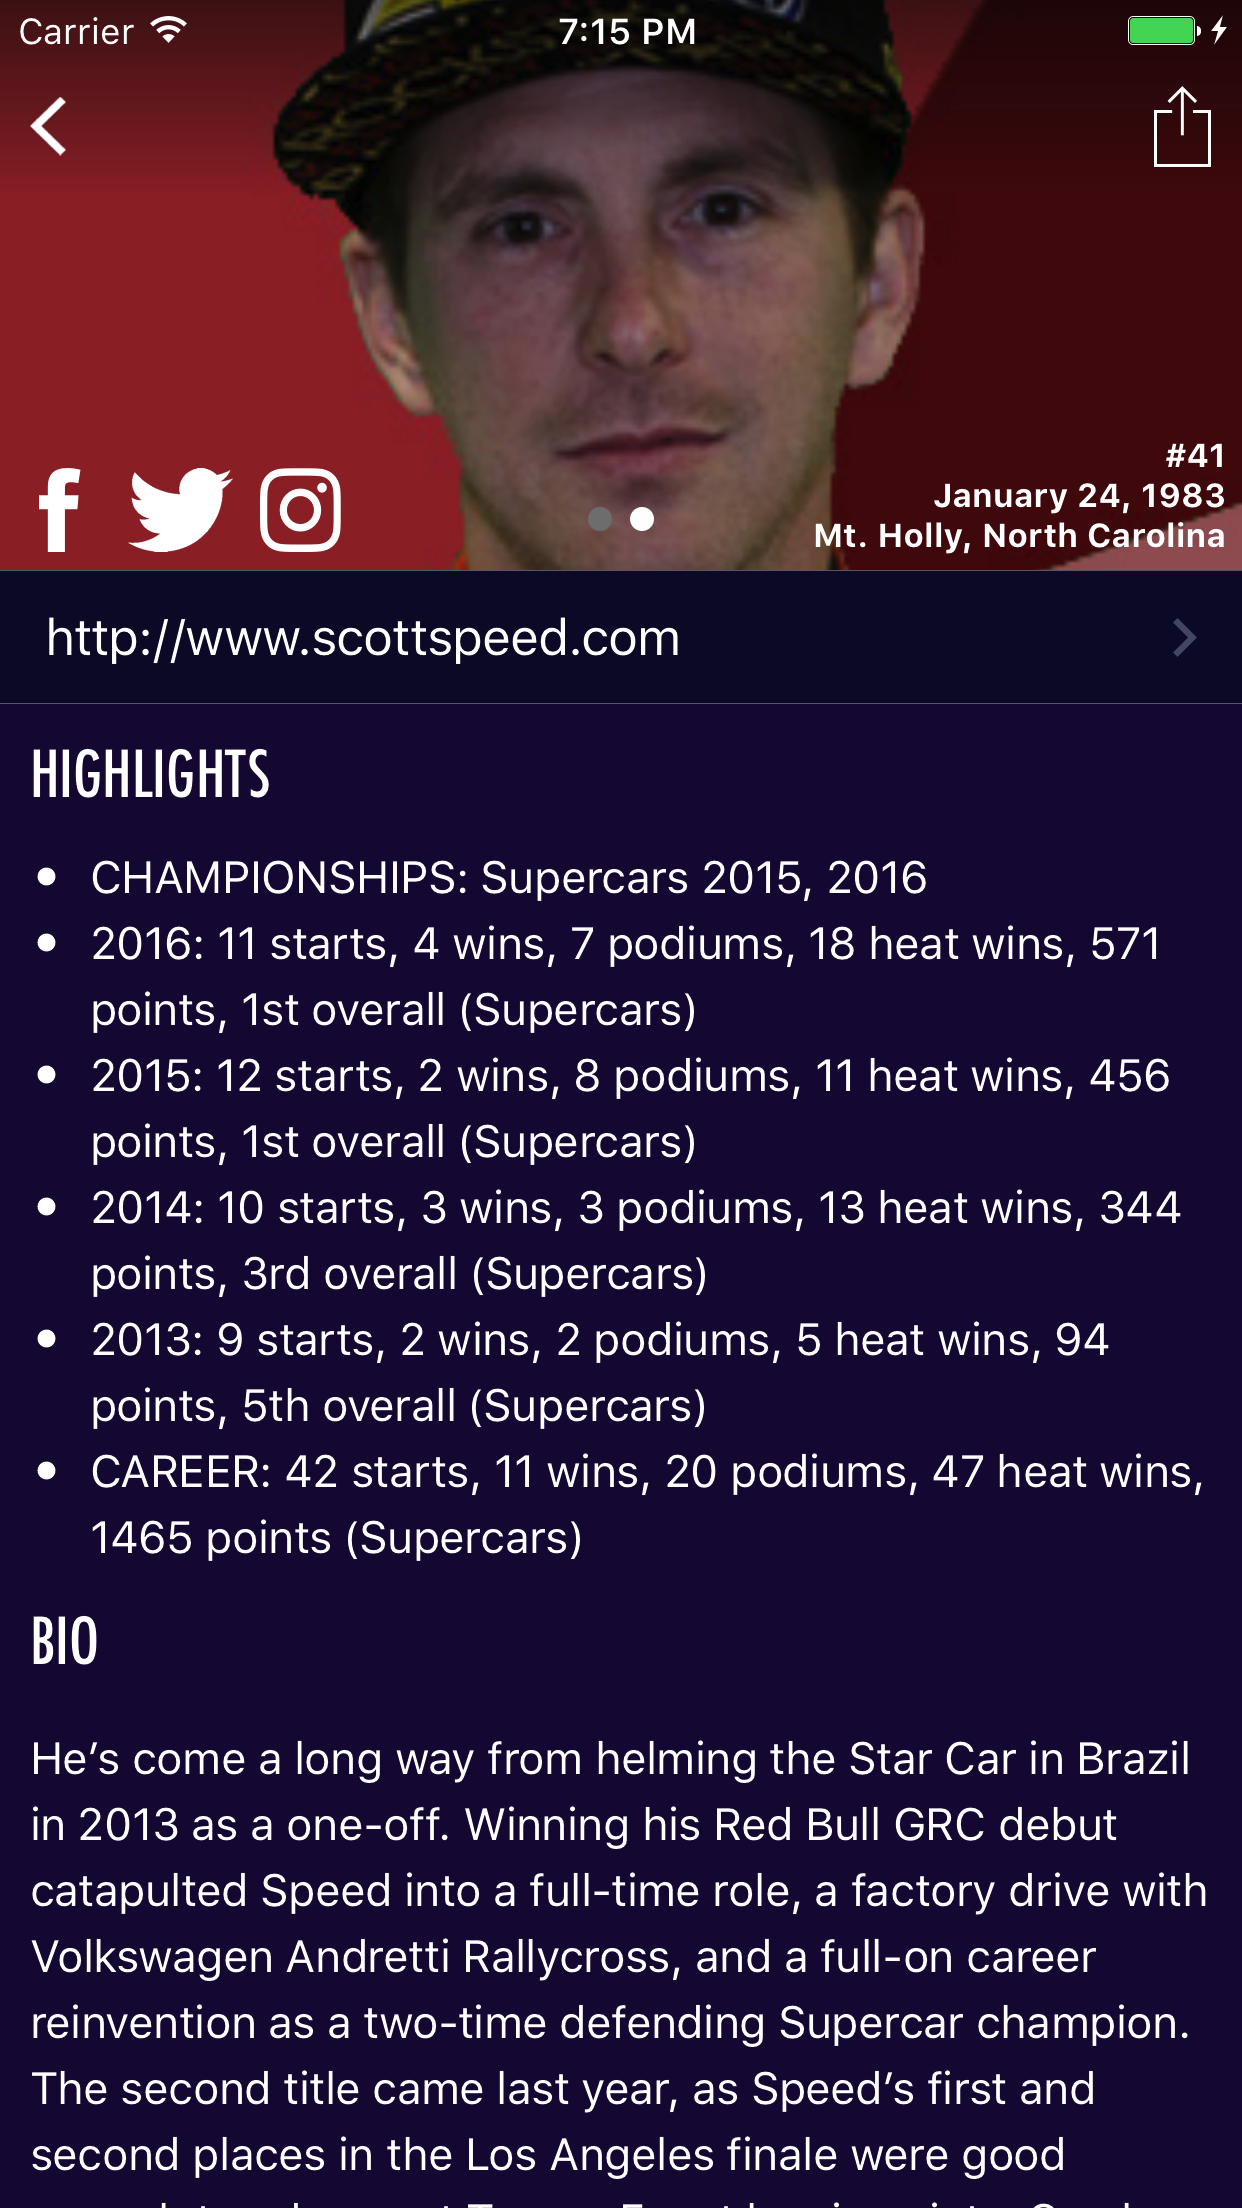 Carrier 7:15 PM
#41
January 24, 1983
Mt. Holly, North Carolina
http://www.scottspeed.com
HIGHLIGHTS
• CHAMPIONSHIPS: Supercars 2015, 2016
• 2016: 11 starts, 4 wins, 7 podiums, 18 heat wins, 571
points, 1st overall (Supercars)
• 2015: 12 starts, 2 wins, 8 podiums, 11 heat wins, 456
points, 1st overall (Supercars)
• 2014: 10 starts, 3 wins, 3 podiums, 13 heat wins, 344
points, 3rd overall (Supercars)
• 2013: 9 starts, 2 wins, 2 podiums, 5 heat wins, 94
points, 5th overall (Supercars)
• CAREER: 42 starts, 11 wins, 20 podiums, 47 heat wins,
1465 points (Supercars)
BIO
He’s come a long way from helming the Star Car in Brazil
in 2013 as a one-off. Winning his Red Bull GRC debut
catapulted Speed into a full-time role, a factory drive with
Volkswagen Andretti Rallycross, and a full-on career
reinvention as a two-time defending Supercar champion.
The second title came last year, as Speed’s first and
second places in the Los Angeles finale were good